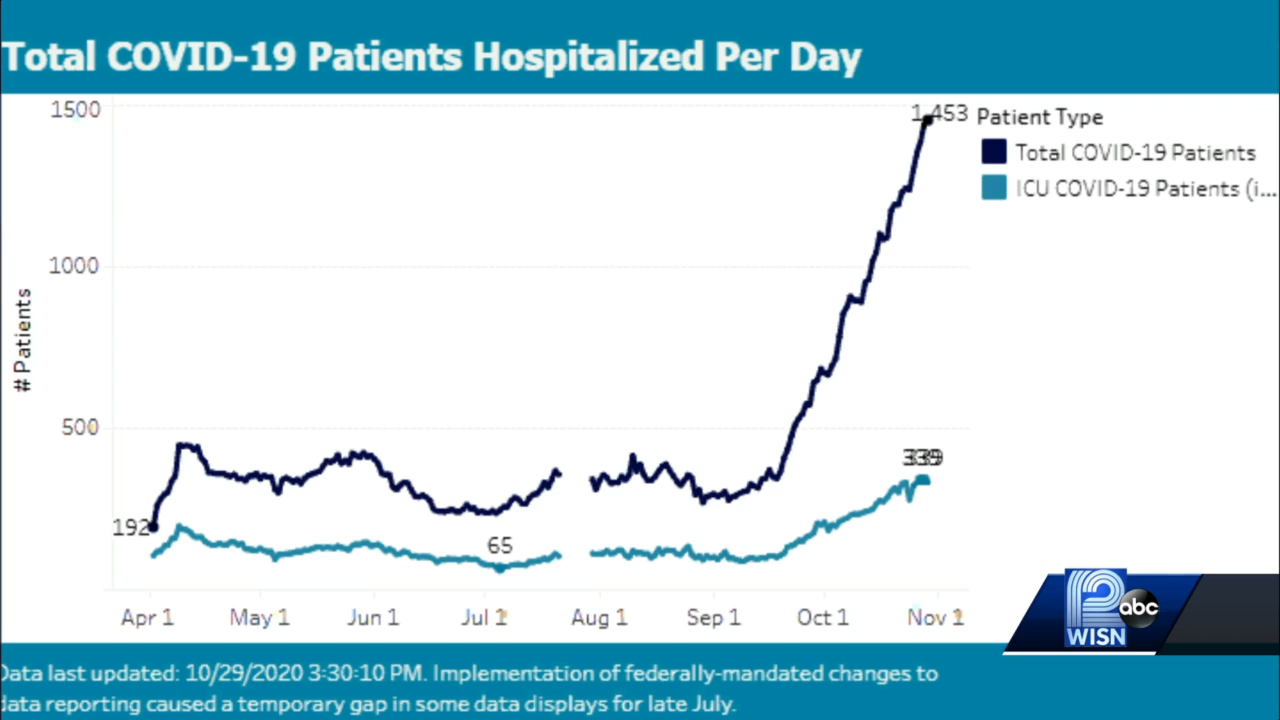 Total COVID-19 Patients Hospitalized Per Day
1500
1,453
Patient Type
Total COVID-19 Patients
ICU COVID-19 Patients (i...
1000
# Patients
500
339
192
65
Apr 1 May 1 Jun 1 Jul 1 Aug 1 Sep 1 Oct 1 Nov 1
12
abc
WISN
Data last updated: 10/29/2020 3:30:10 PM. Implementation of federally-mandated changes to
data reporting caused a temporary gap in some data displays for late July.